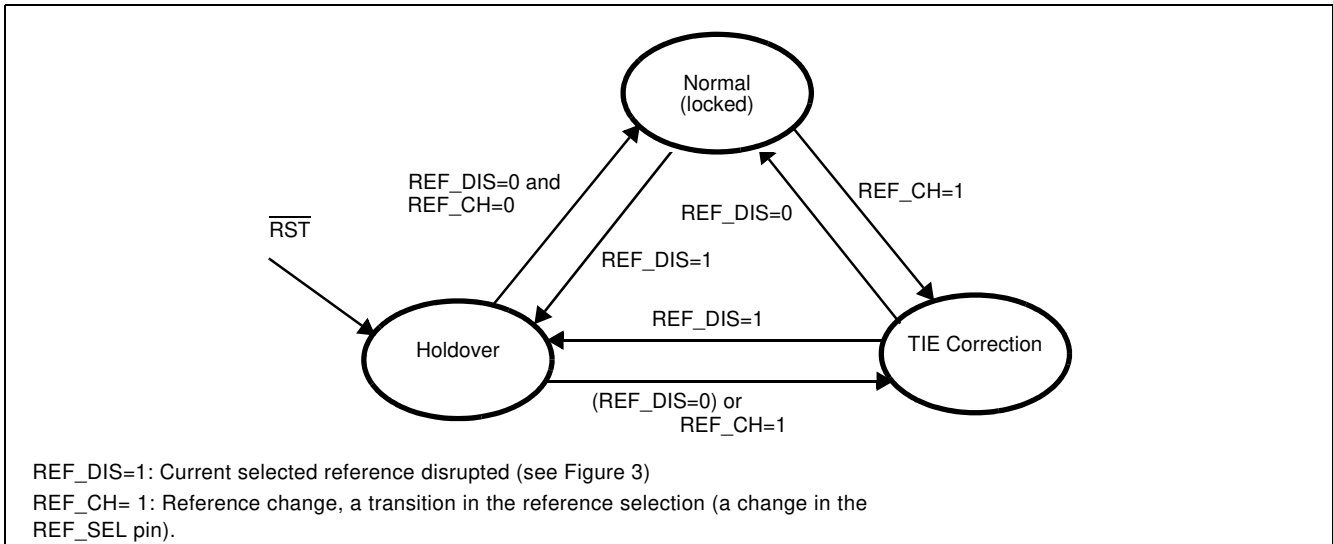 Normal
(locked)
REF_DIS=0 and
REF_CH=0
REF_CH=1
REF_DIS=0
RST
REF_DIS=1
REF_DIS=1
Holdover
TIE Correction
(REF_DIS=0) or
REF_CH=1
REF_DIS=1: Current selected reference disrupted (see Figure 3)
REF_CH= 1: Reference change, a transition in the reference selection (a change in the
REF_SEL pin).